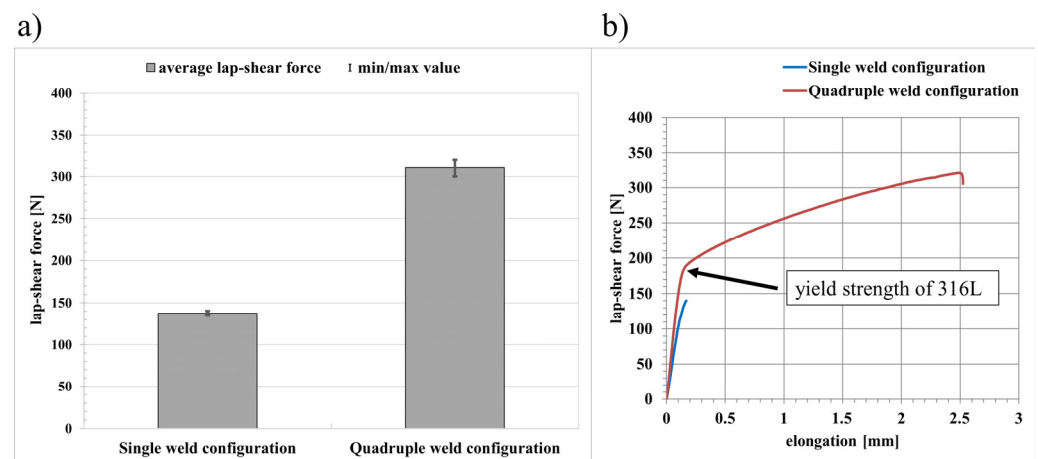 a)
average lap-shear force
min/max value
lap-shear force [N]
400
350
300
250
200
150
100
50
0
Single weld configuration
Quadruple weld configuration
b)
Single weld configuration
Quadruple weld configuration
lap-shear force [N]
400
350
300
250
200
150
100
50
0
yield strength of 316L
0 0.5 1 1.5 2 2.5 3
elongation [mm]